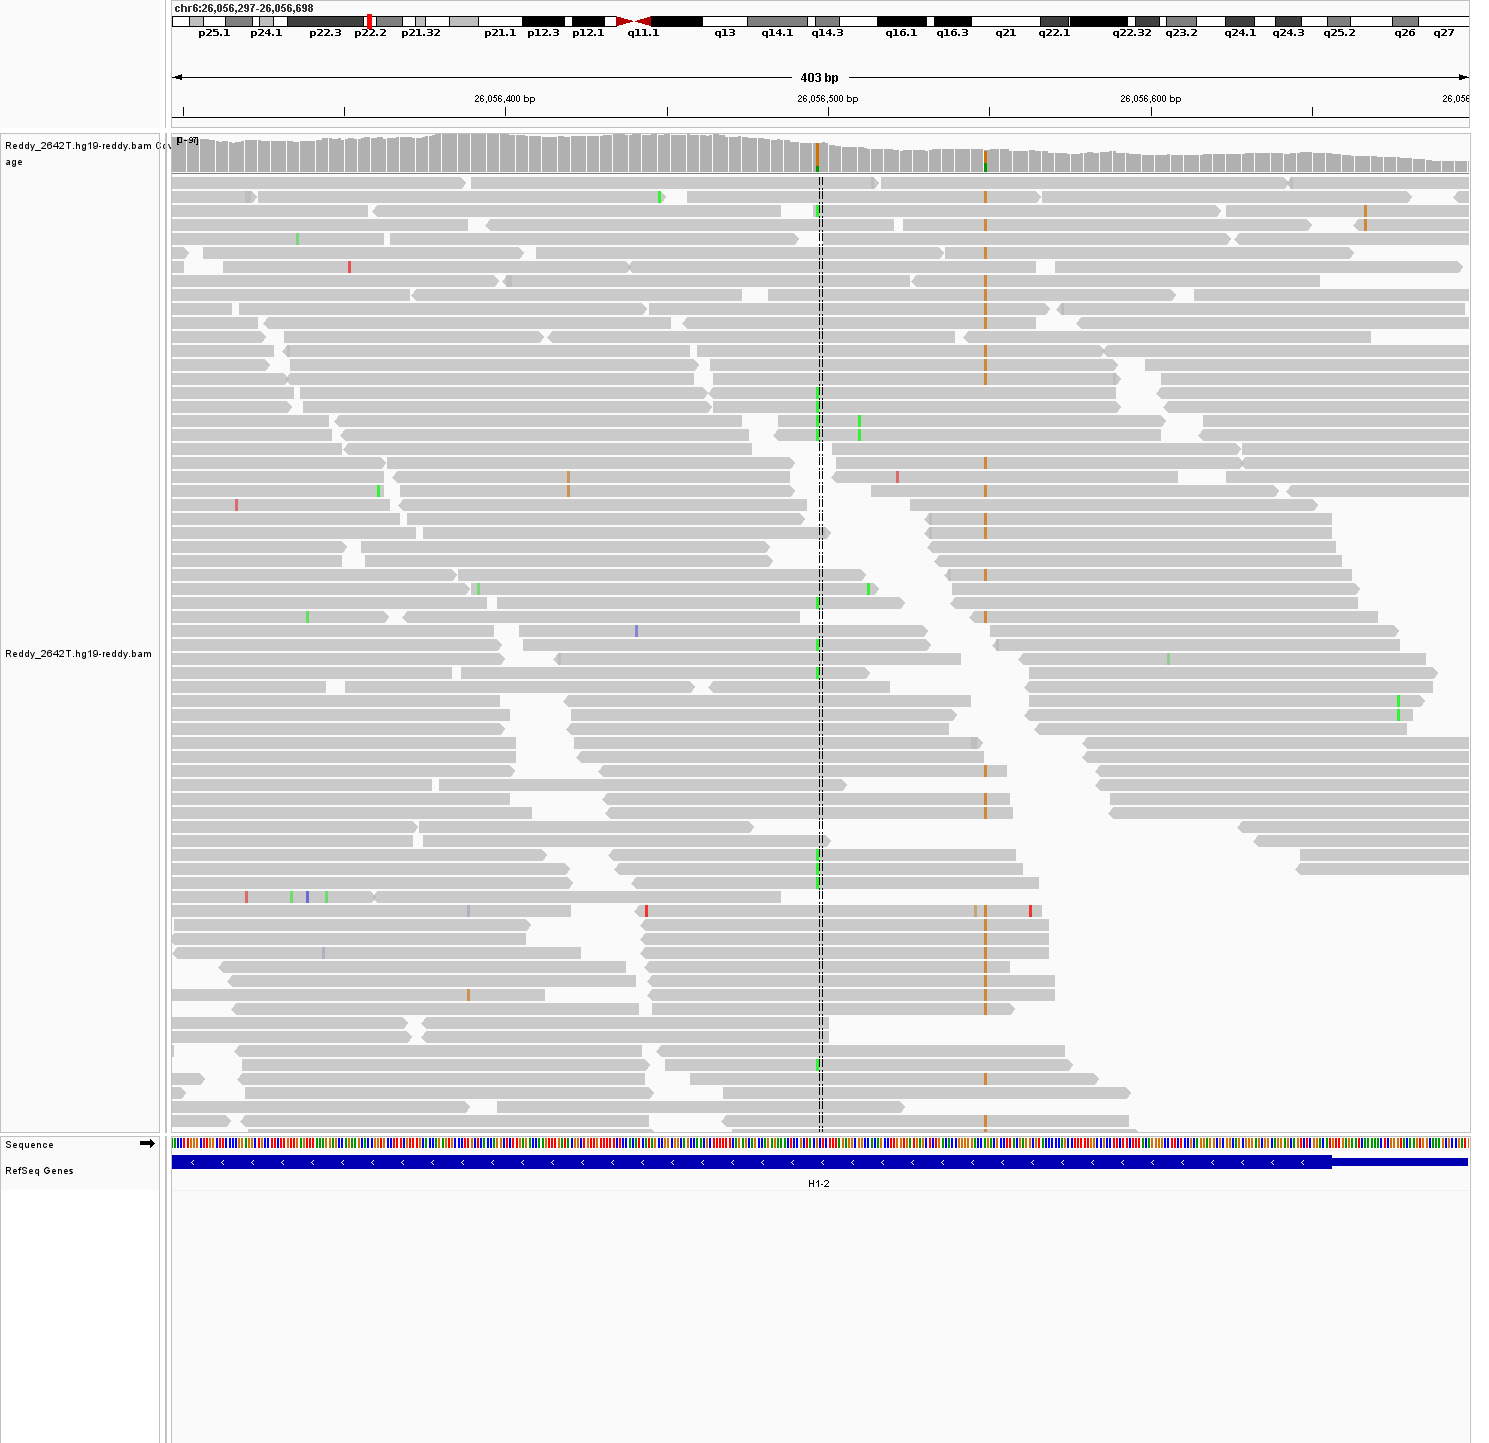 chr6:26,056,297-26,056,698
p25.1 p24.1 p22.3 p22.2 p21.32 p21.1 p12.3 p12.1 q11.1 q13 q14.1 q14.3 q16.1 q16.3 q21 q22.1 q22.32 q23.2 q24.1 q24.3 q25.2 q26 q27
403 bp
26,056,400 bp 26,056,500 bp 26,056,600 bp 26,056
Reddy_2642T.hg19-reddy.bam Cov
age
[0 - 97]
Reddy_2642T.hg19-reddy.bam
Sequence
RefSeq Genes
H1-2